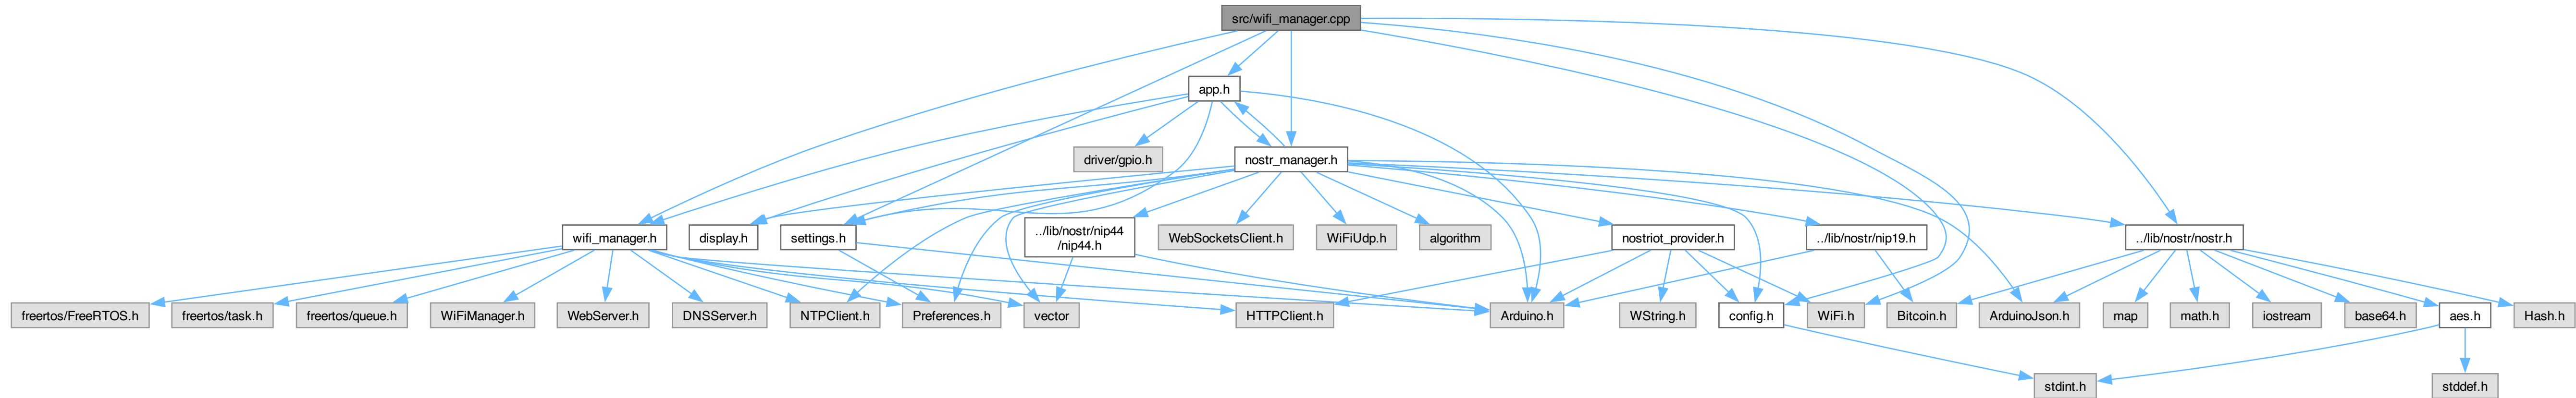 src/wifi_manager.cpp
app.h
driver/gpio.h
nostr_manager.h
wifi_manager.h
display.h
settings.h
../lib/nostr/nip44
/nip44.h
WebSocketsClient.h
WiFiUdp.h
algorithm
nostriot_provider.h
../lib/nostr/nip19.h
../lib/nostr/nostr.h
freertos/FreeRTOS.h
freertos/task.h
freertos/queue.h
WiFiManager.h
WebServer.h
DNSServer.h
NTPClient.h
Preferences.h
vector
HTTPClient.h
Arduino.h
WString.h
config.h
WiFi.h
Bitcoin.h
ArduinoJson.h
map
math.h
iostream
base64.h
aes.h
Hash.h
stdint.h
stddef.h